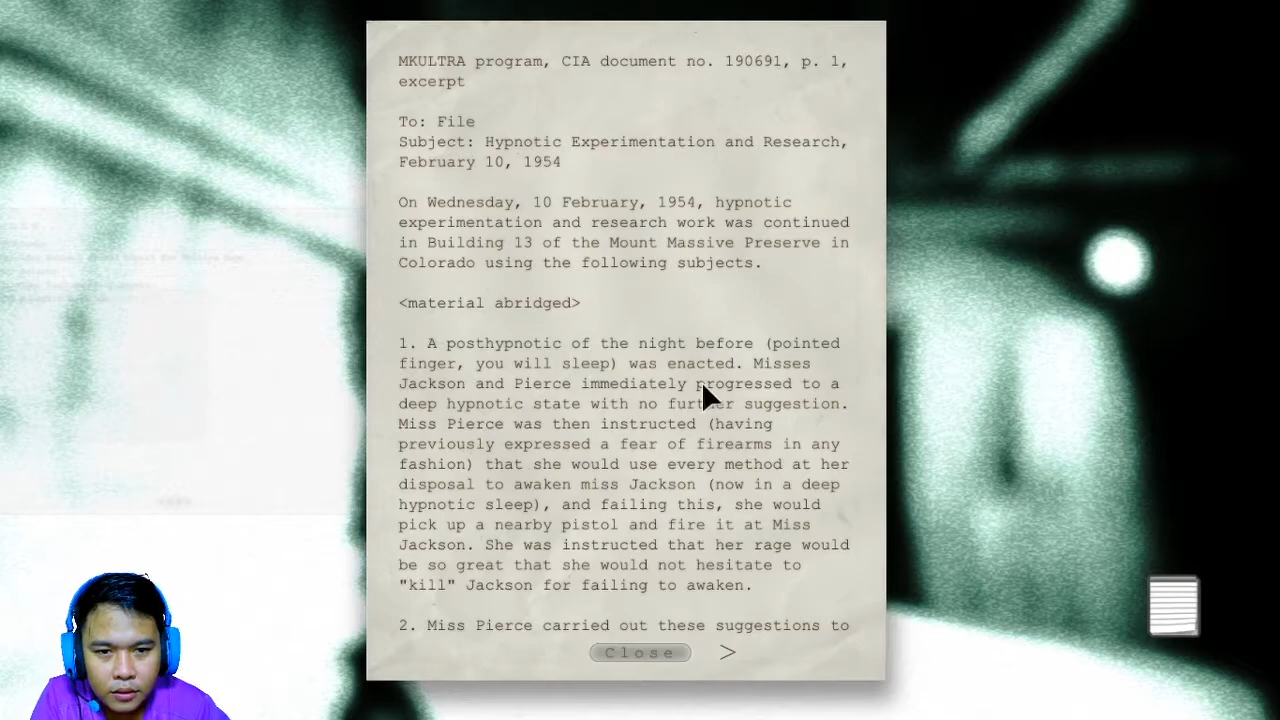 MKULTRA program, CIA document no. 190691, p. 1,
excerpt
To: File
Subject: Hypnotic Experimentation and Research,
February 10, 1954
On Wednesday, 10 February, 1954, hypnotic
experimentation and research work was continued
in Building 13 of the Mount Massive Preserve in
Colorado using the following subjects.
<material abridged>
1. A posthypnotic of the night before (pointed
finger, you will sleep) was enacted. Misses
Jackson and Pierce immediately progressed to a
deep hypnotic state with no further suggestion.
Miss Pierce was then instructed (having
previously expressed a fear of firearms in any
fashion) that she would use every method at her
disposal to awaken miss Jackson (now in a deep
hypnotic sleep), and failing this, she would
pick up a nearby pistol and fire it at Miss
Jackson. She was instructed that her rage would
be so great that she would not hesitate to
"kill" Jackson for failing to awaken.
2. Miss Pierce carried out these suggestions to
Close >